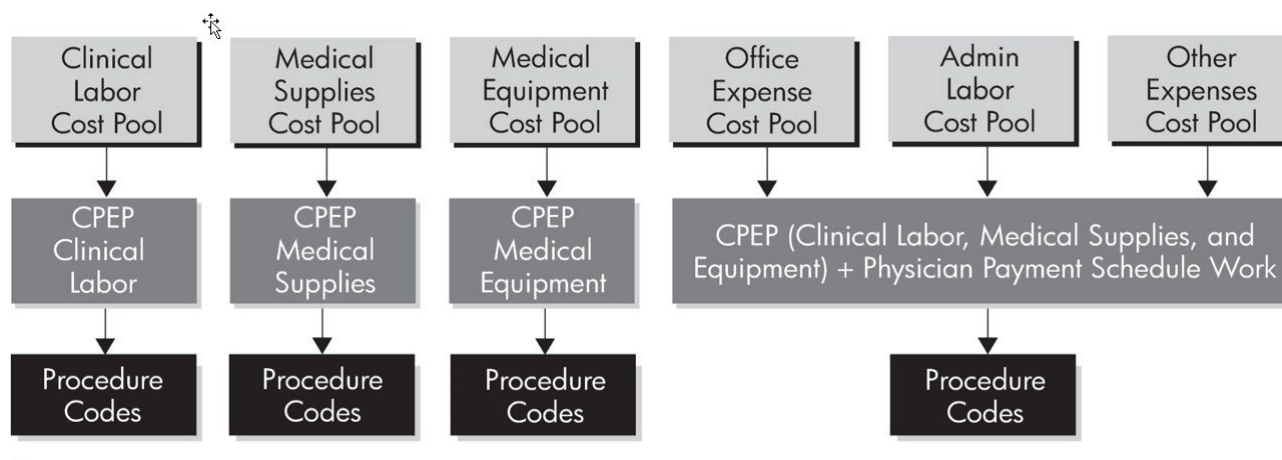 Clinical
Labor
Cost Pool
Medical
Supplies
Cost Pool
Medical
Equipment
Cost Pool
Office
Expense
Cost Pool
Admin
Labor
Cost Pool
Other
Expenses
Cost Pool
CPEP
Clinical
Labor
CPEP
Medical
Supplies
CPEP
Medical
Equipment
CPEP (Clinical Labor, Medical Supplies, and
Equipment) + Physician Payment Schedule Work
Procedure
Codes
Procedure
Codes
Procedure
Codes
Procedure
Codes